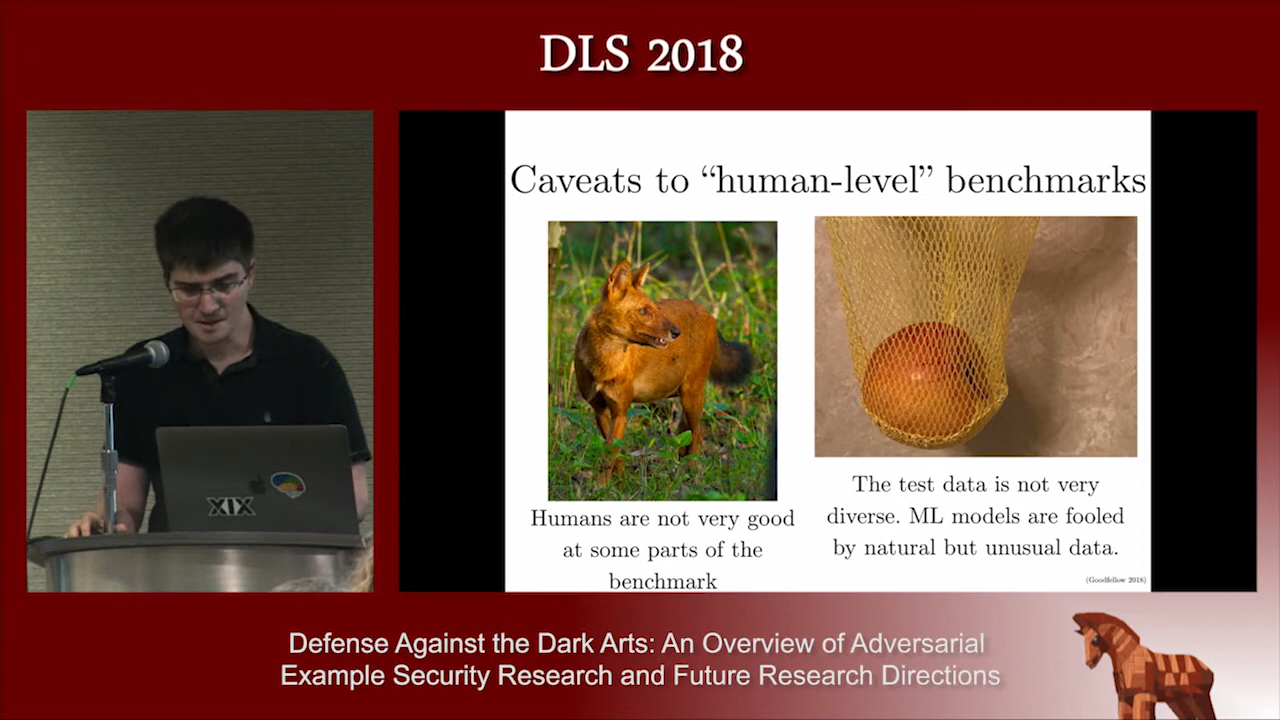 DLS 2018
Caveats to “human-level” benchmarks
Humans are not very good
at some parts of the
benchmark
The test data is not very
diverse. ML models are fooled
by natural but unusual data.
(Goodfellow 2018)
XIX
Defense Against the Dark Arts: An Overview of Adversarial
Example Security Research and Future Research Directions